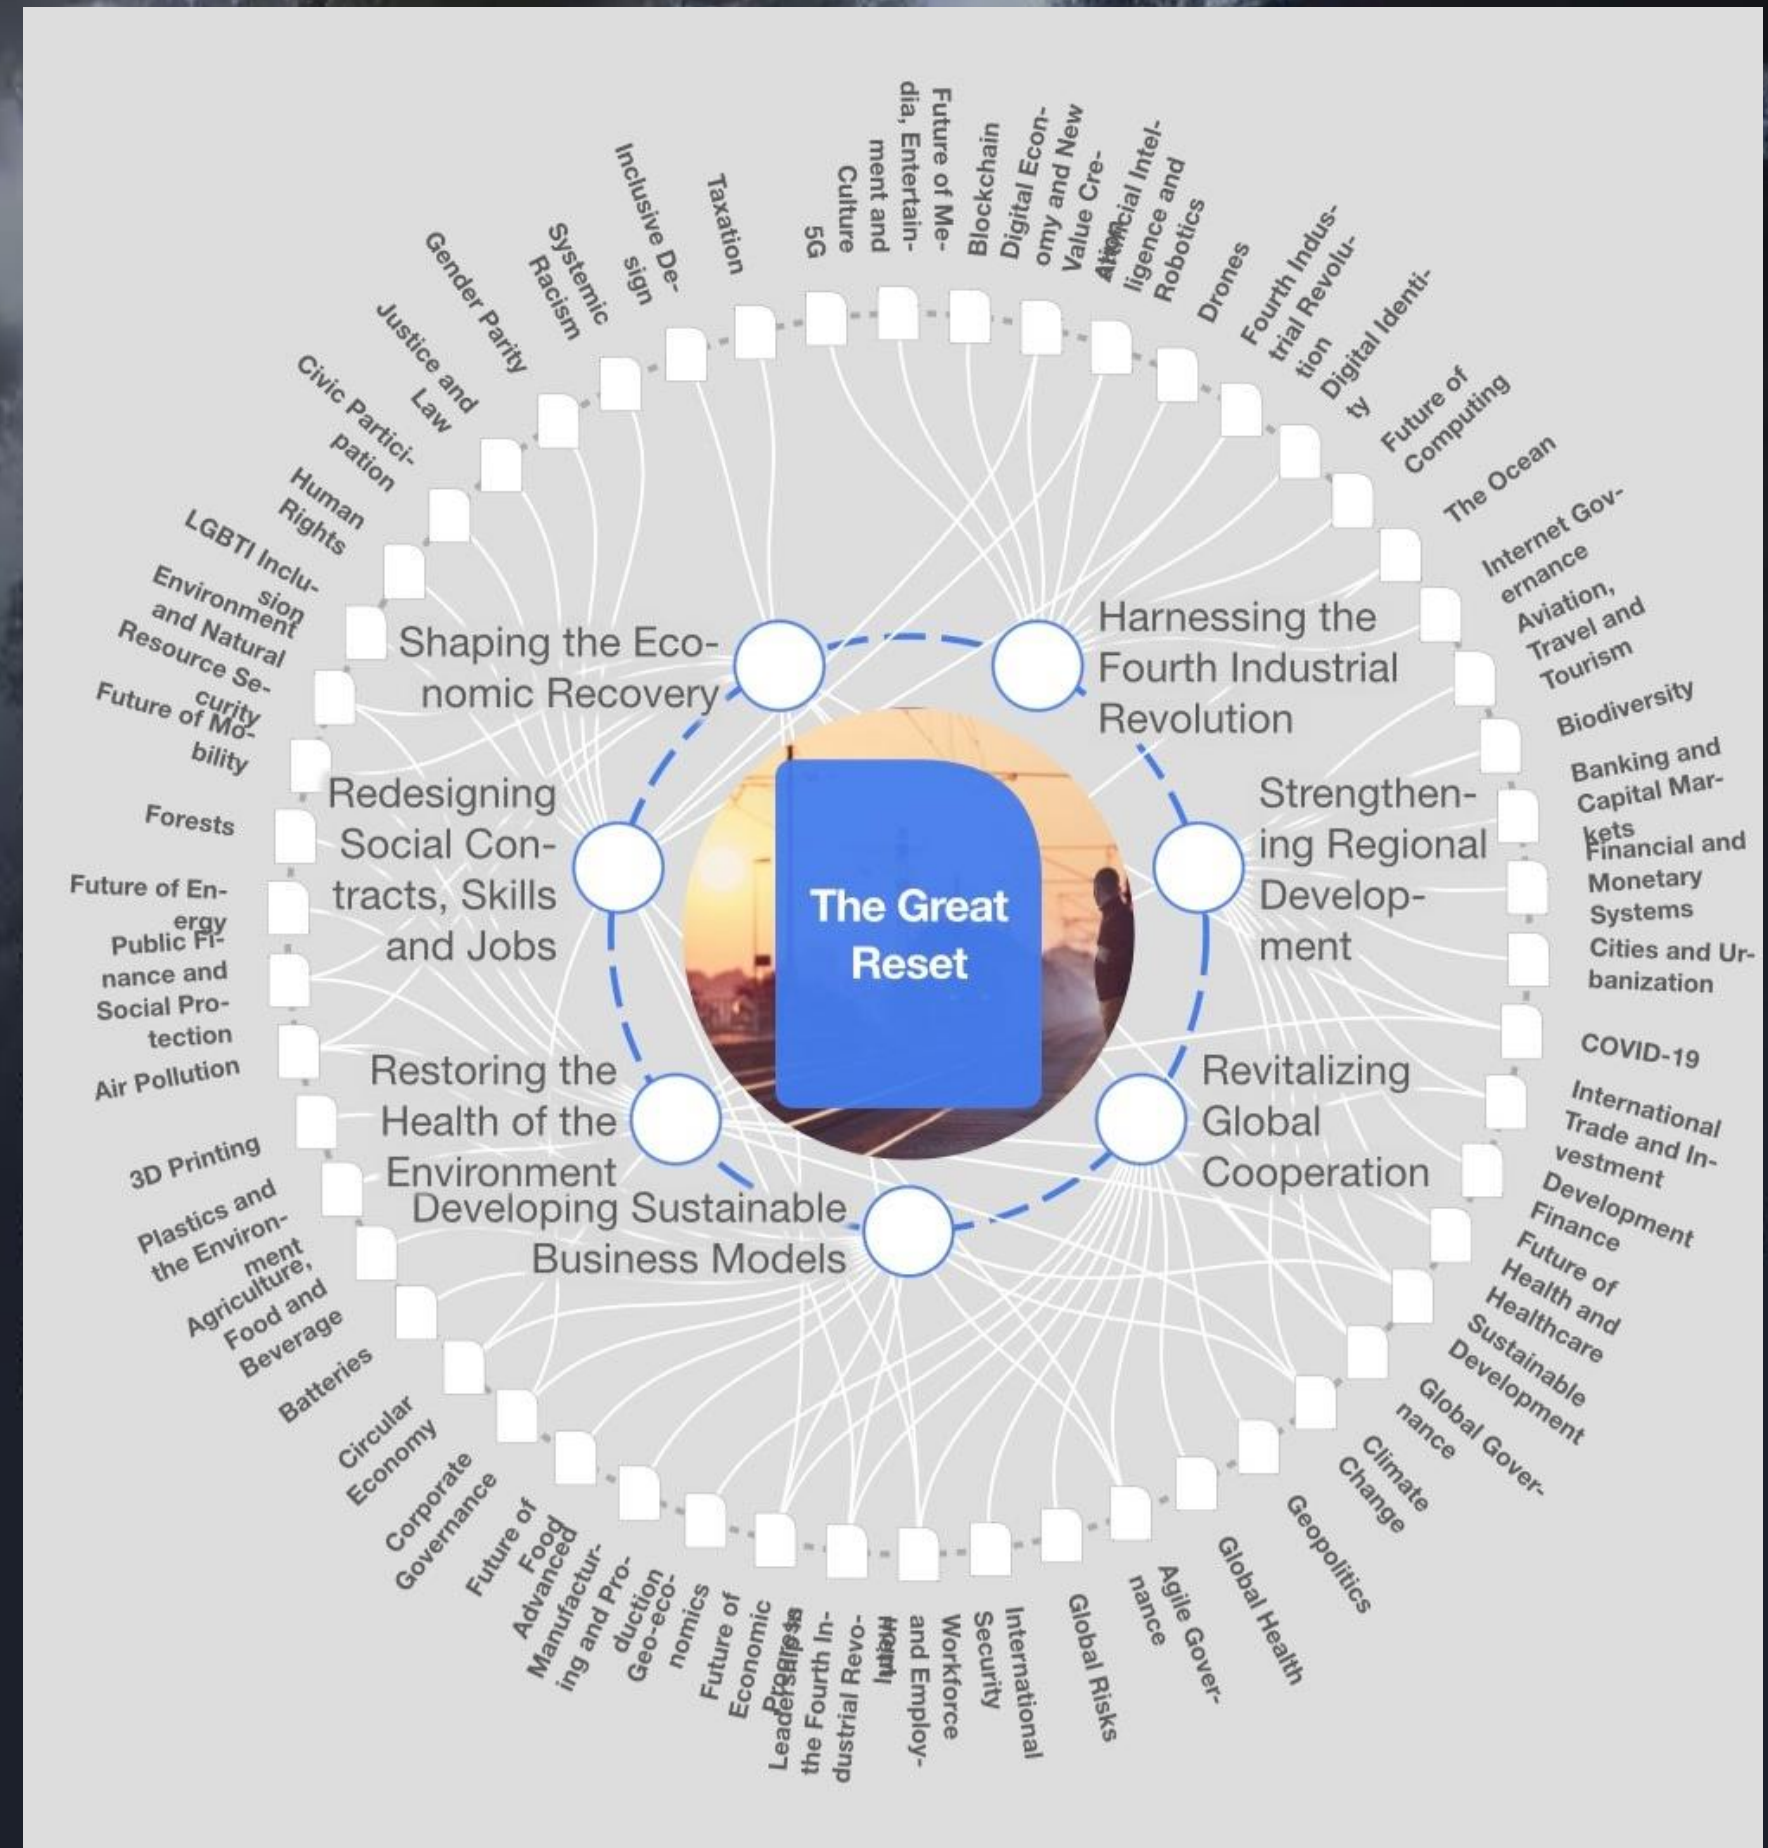 The Great
Reset
Shaping the Eco-
nomic Recovery
Harnessing the
Fourth Industrial
Revolution
Strengthen-
ing Regional
Develop-
ment
Revitalizing
Global
Cooperation
Developing Sustainable
Business Models
Restoring the
Health of the
Environment
Redesigning
Social Con-
tracts, Skills
and Jobs
Taxation
5G
Future of Me-
dia, Entertain-
ment and
Culture
Blockchain
Digital Econ-
omy and New
Value Cre-
Artificial Intel-
ligence and
Robotics
Drones
Fourth Indus-
trial Revolu-
tion
Digital Identi-
ty
Future of
Computing
The Ocean
Internet Gov-
ernance
Aviation,
Travel and
Tourism
Biodiversity
Banking and
Capital Mar-
kets
Financial and
Monetary
Systems
Cities and Ur-
banization
COVID-19
International
Trade and In-
vestment
Development
Finance
Future of
Health and
Healthcare
Sustainable
Development
Global Gover-
nance
Climate
Change
Geopolitics
Global Health
Agile Gover-
nance
Global Risks
International
Security
Workforce
and Employ-
Leadership in
the Fourth In-
dustrial Revo-
Future of
Economic
Progress
Geo-eco-
nomics
Advanced
Manufactur-
ing and Pro-
duction
Future of
Food
Corporate
Governance
Circular
Economy
Batteries
Agriculture,
Food and
Beverage
Plastics and
the Environ-
ment
3D Printing
Air Pollution
Public Fi-
nance and
Social Pro-
tection
Future of En-
ergy
Forests
Future of Mo-
bility
Environment
and Natural
Resource Se-
curity
LGBTI Inclu-
sion
Human
Rights
Civic Partici-
pation
Justice and
Law
Gender Parity
Systemic
Racism
Inclusive De-
sign